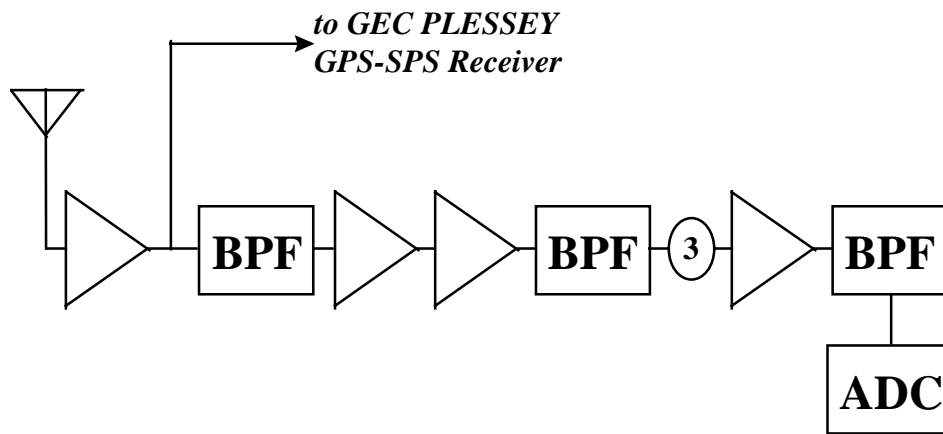 to GEC PLESSEY
GPS-SPS Receiver
BPF
BPF
3
BPF
ADC